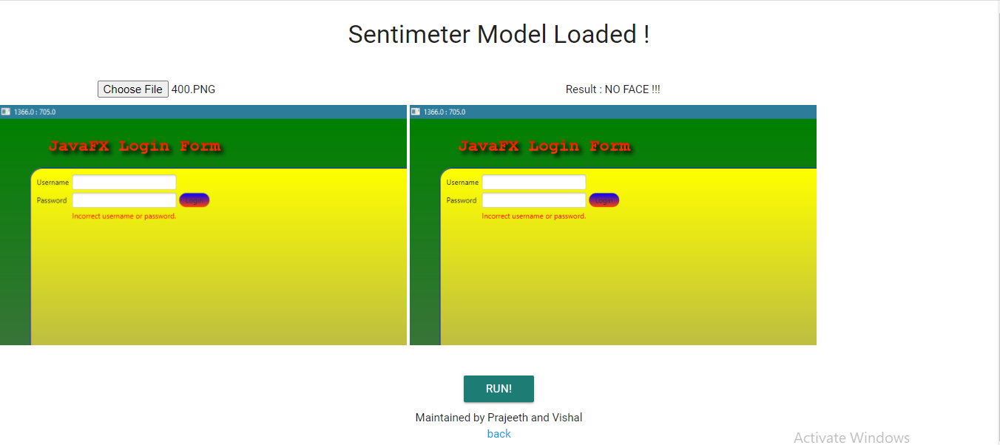 Sentimeter Model Loaded !
Choose File 400.PNG
Result : NO FACE !!!
1366.0 : 705.0
JavaFX Login Form
Username
Password Login
Incorrect username or password.
1366.0 : 705.0
JavaFX Login Form
Username
Password Login
Incorrect username or password.
RUN!
Maintained by Prajeeth and Vishal
back
Activate Windows